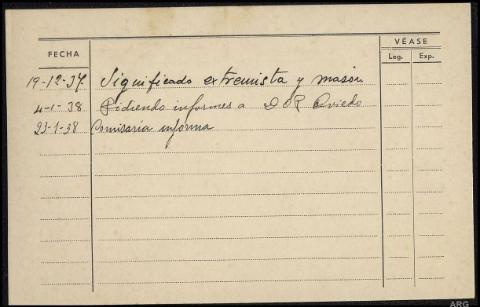 VÉASE
FECHA
Leg. Exp.
19-12-37 Significado extremista y masón
4-1-38 Pidiendo informes a D O R Oviedo
23-1-38 Comisaria informa
ARG